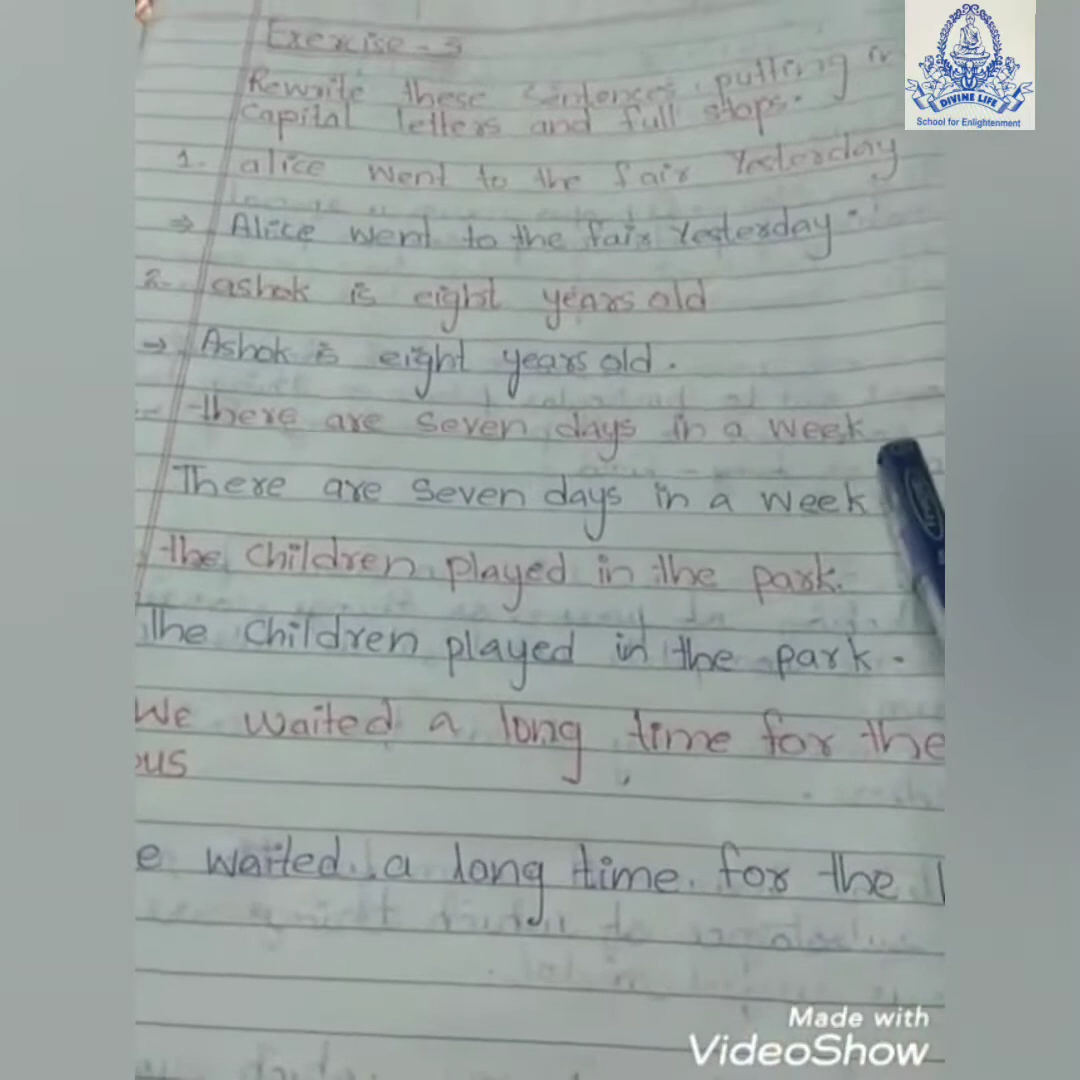 Exercise - 3
Rewrite these sentences, putting in
Capital letters and full stops.
1. alice went to the fair Yesterday
⇒ Alice went to the fair Yesterday.
2. ashok is eight years old
→ Ashok is eight years old.
there are seven days in a week
There are seven days in a week
the children played in the park.
The children played in the park.
We waited a long time for the
ous
e waited a long time for the
DIVINE LIFE
School for Enlightenment
Made with
VideoShow